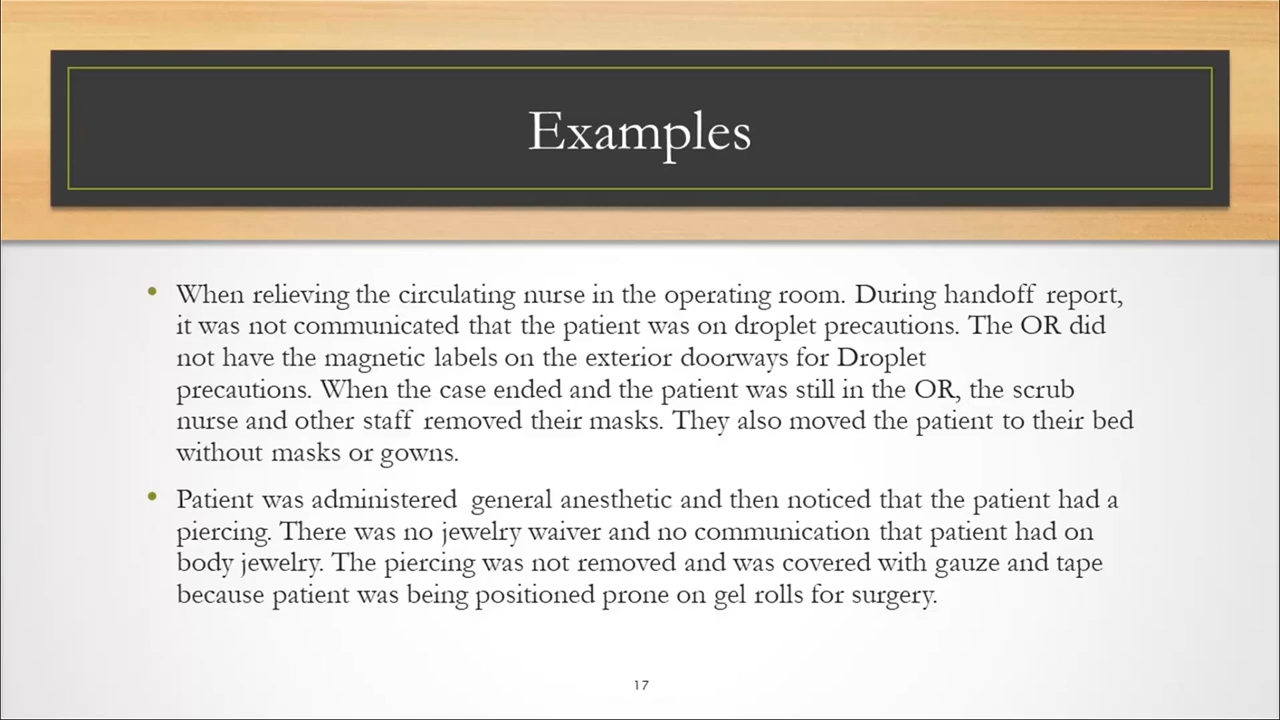 Examples
• When relieving the circulating nurse in the operating room. During handoff report,
it was not communicated that the patient was on droplet precautions. The OR did
not have the magnetic labels on the exterior doorways for Droplet
precautions. When the case ended and the patient was still in the OR, the scrub
nurse and other staff removed their masks. They also moved the patient to their bed
without masks or gowns.
• Patient was administered general anesthetic and then noticed that the patient had a
piercing. There was no jewelry waiver and no communication that patient had on
body jewelry. The piercing was not removed and was covered with gauze and tape
because patient was being positioned prone on gel rolls for surgery.
17